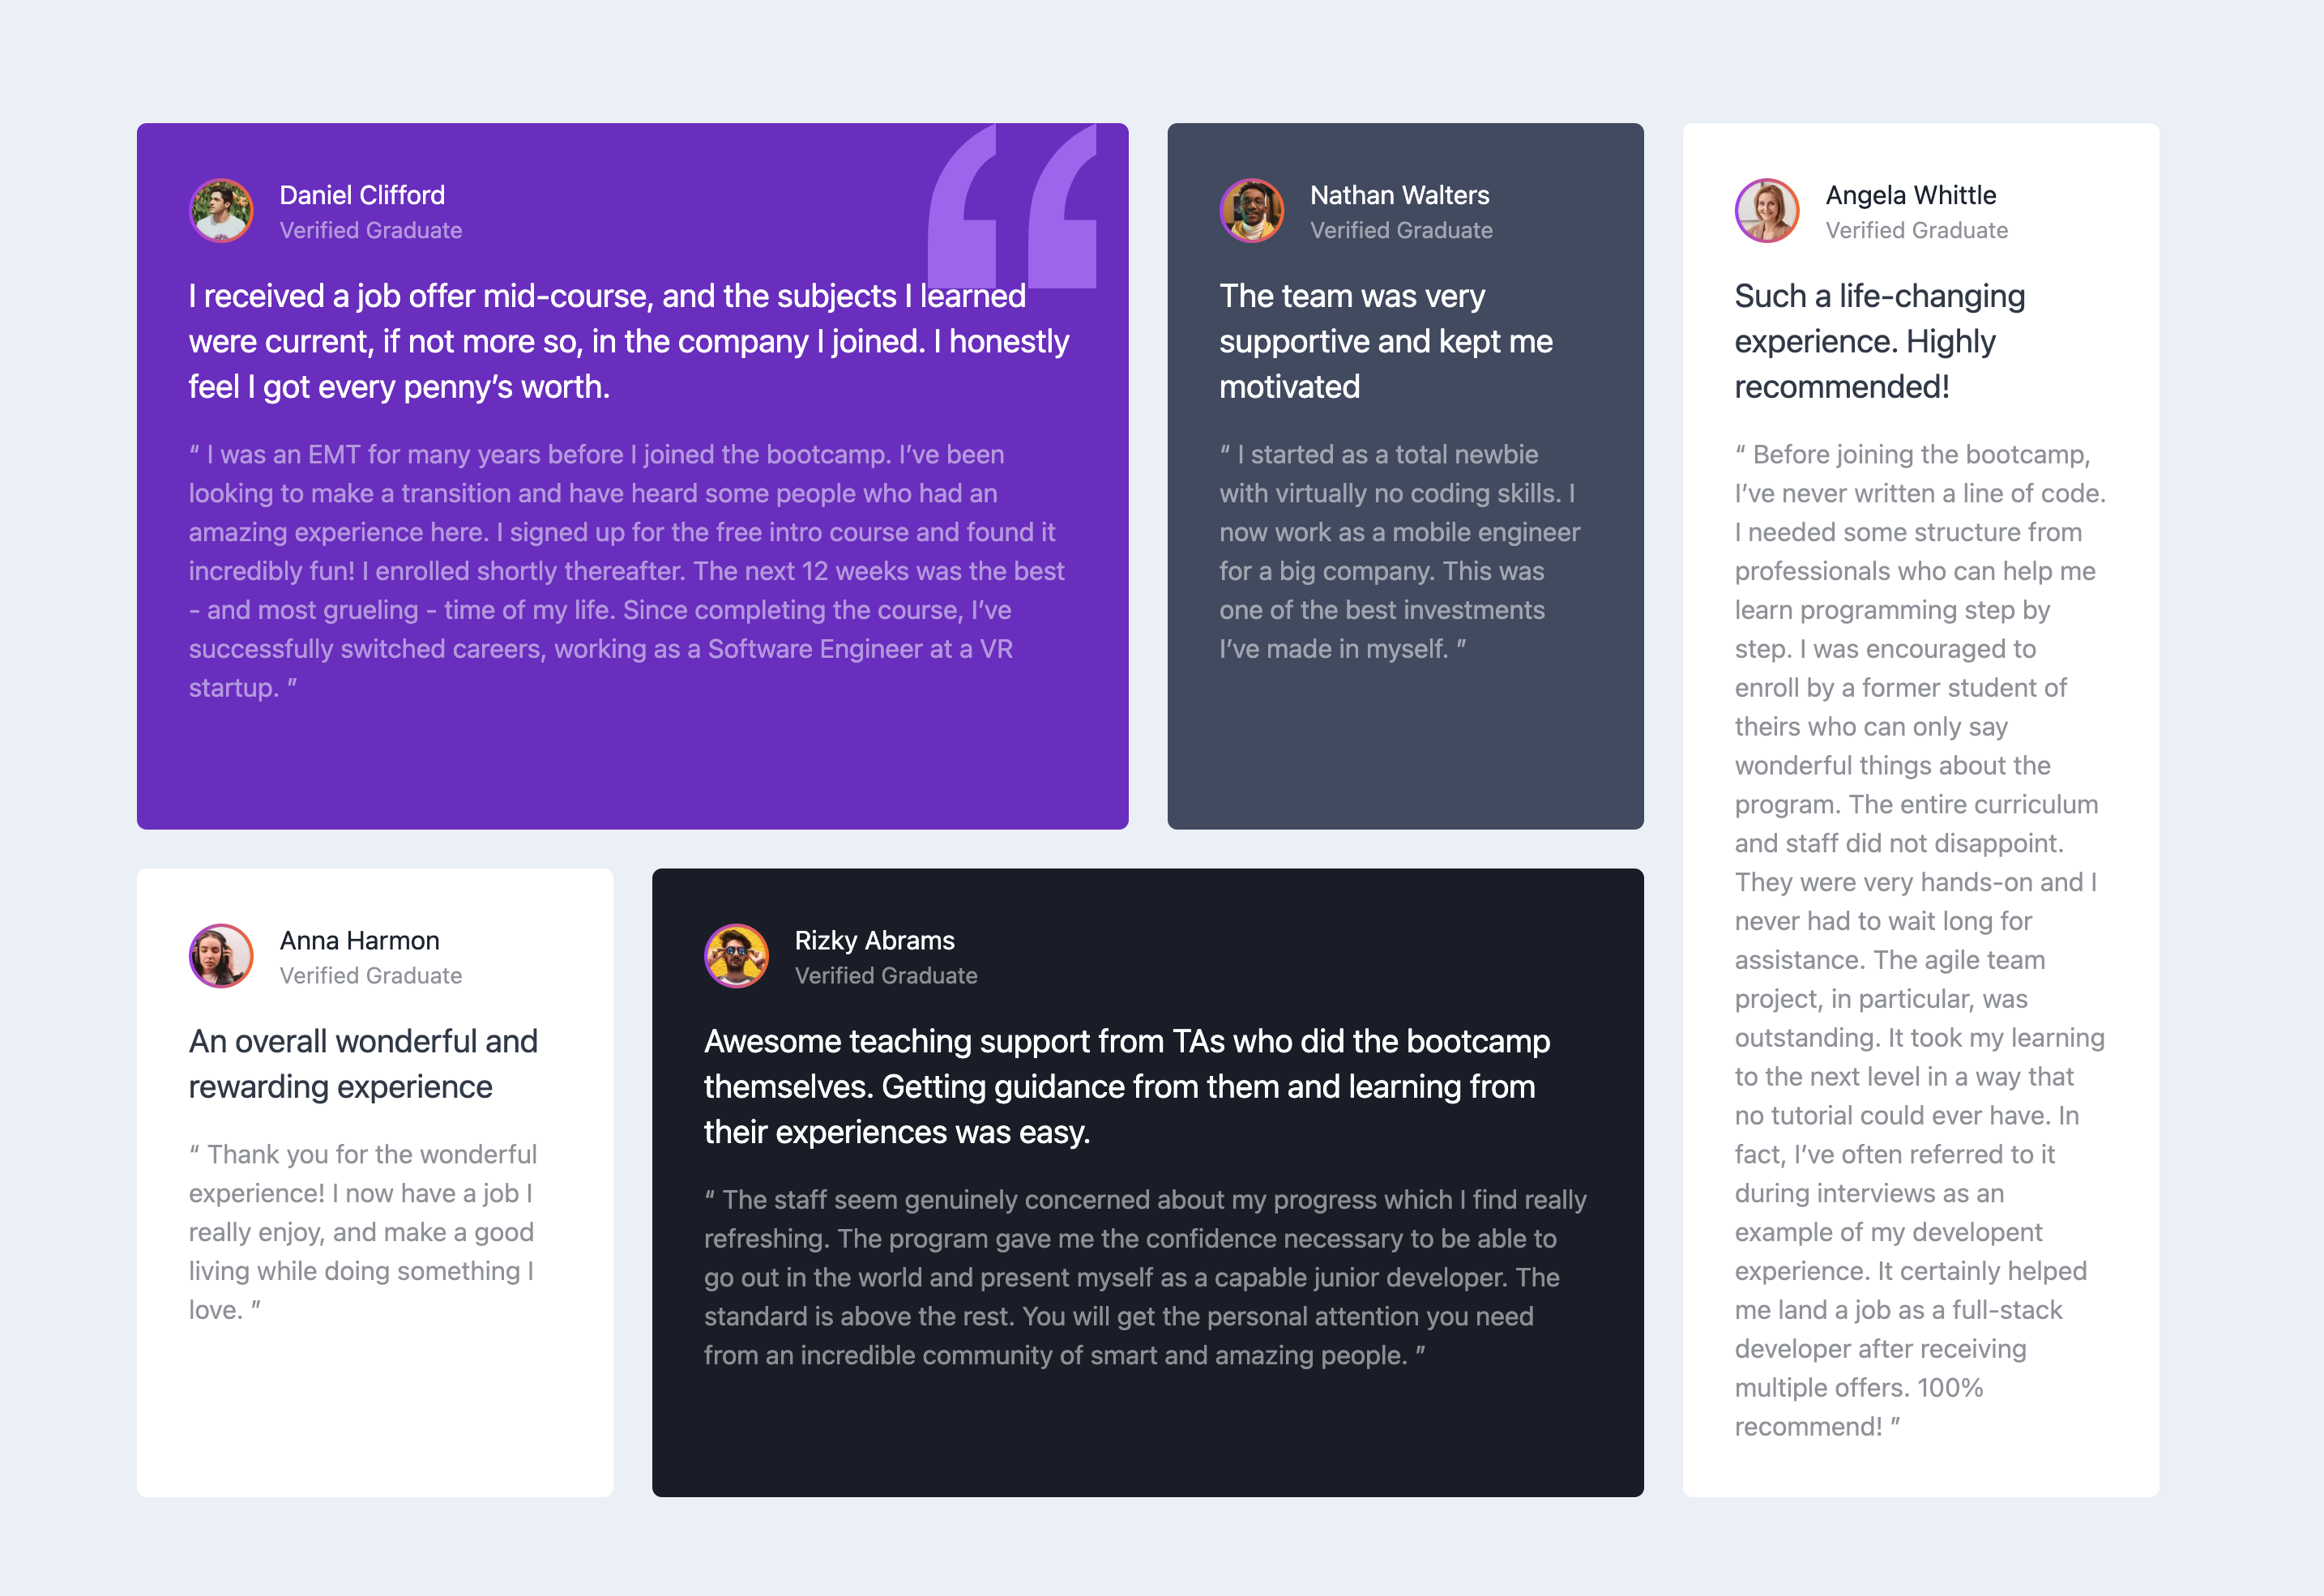 Daniel Clifford
Verified Graduate
I received a job offer mid-course, and the subjects I learned
were current, if not more so, in the company I joined. I honestly
feel I got every penny’s worth.
“ I was an EMT for many years before I joined the bootcamp. I’ve been
looking to make a transition and have heard some people who had an
amazing experience here. I signed up for the free intro course and found it
incredibly fun! I enrolled shortly thereafter. The next 12 weeks was the best
- and most grueling - time of my life. Since completing the course, I’ve
successfully switched careers, working as a Software Engineer at a VR
startup. ”
Nathan Walters
Verified Graduate
The team was very
supportive and kept me
motivated
“ I started as a total newbie
with virtually no coding skills. I
now work as a mobile engineer
for a big company. This was
one of the best investments
I’ve made in myself. ”
Angela Whittle
Verified Graduate
Such a life-changing
experience. Highly
recommended!
“ Before joining the bootcamp,
I’ve never written a line of code.
I needed some structure from
professionals who can help me
learn programming step by
step. I was encouraged to
enroll by a former student of
theirs who can only say
wonderful things about the
program. The entire curriculum
and staff did not disappoint.
They were very hands-on and I
never had to wait long for
assistance. The agile team
project, in particular, was
outstanding. It took my learning
to the next level in a way that
no tutorial could ever have. In
fact, I’ve often referred to it
during interviews as an
example of my developent
experience. It certainly helped
me land a job as a full-stack
developer after receiving
multiple offers. 100%
recommend! ”
Anna Harmon
Verified Graduate
An overall wonderful and
rewarding experience
“ Thank you for the wonderful
experience! I now have a job I
really enjoy, and make a good
living while doing something I
love. ”
Rizky Abrams
Verified Graduate
Awesome teaching support from TAs who did the bootcamp
themselves. Getting guidance from them and learning from
their experiences was easy.
“ The staff seem genuinely concerned about my progress which I find really
refreshing. The program gave me the confidence necessary to be able to
go out in the world and present myself as a capable junior developer. The
standard is above the rest. You will get the personal attention you need
from an incredible community of smart and amazing people. ”